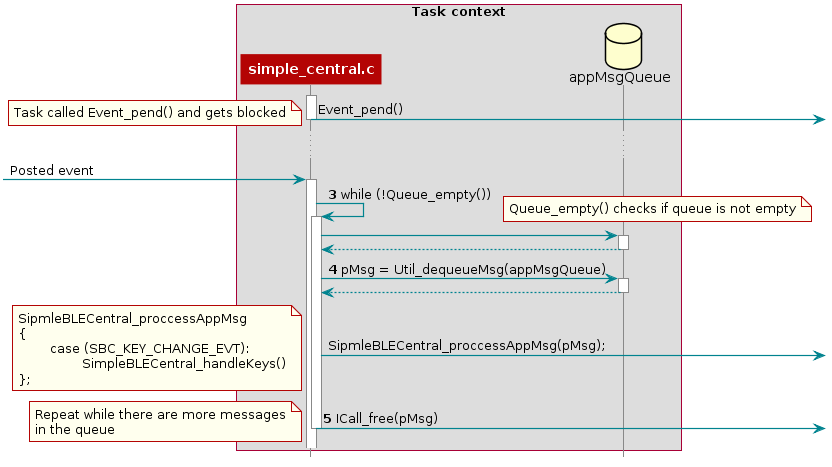 Task context
simple_central.c
appMsgQueue
Task called Event_pend() and gets blocked
Event_pend()
Posted event
3 while (!Queue_empty())
Queue_empty() checks if queue is not empty
4 pMsg = Util_dequeueMsg(appMsgQueue)
SipmleBLECentral_proccessAppMsg
{
case (SBC_KEY_CHANGE_EVT):
SimpleBLECentral_handleKeys()
};
SipmleBLECentral_proccessAppMsg(pMsg);
Repeat while there are more messages
in the queue
5 ICall_free(pMsg)